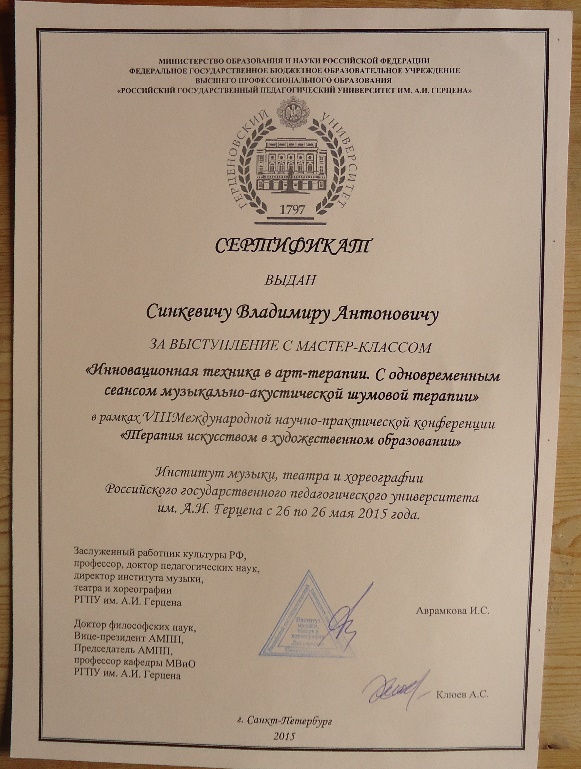 МИНИСТЕРСТВО ОБРАЗОВАНИЯ И НАУКИ РОССИЙСКОЙ ФЕДЕРАЦИИ
ФЕДЕРАЛЬНОЕ ГОСУДАРСТВЕННОЕ БЮДЖЕТНОЕ ОБРАЗОВАТЕЛЬНОЕ УЧРЕЖДЕНИЕ
ВЫСШЕГО ПРОФЕССИОНАЛЬНОГО ОБРАЗОВАНИЯ
«РОССИЙСКИЙ ГОСУДАРСТВЕННЫЙ ПЕДАГОГИЧЕСКИЙ УНИВЕРСИТЕТ ИМ. А.И. ГЕРЦЕНА»
ГЕРЦЕНОВСКИЙ УНИВЕРСИТЕТ
1797
СЕРТИФИКАТ
ВЫДАН
Синкевичу Владимиру Антоновичу
ЗА ВЫСТУПЛЕНИЕ С МАСТЕР-КЛАССОМ
«Инновационная техника в арт-терапии. С одновременным
сеансом музыкально-акустической шумовой терапии»
в рамках VIIIМеждународной научно-практической конференции
«Терапия искусством в художественном образовании»
Институт музыки, театра и хореографии
Российского государственного педагогического университета
им. А.И. Герцена с 26 по 26 мая 2015 года.
Заслуженный работник культуры РФ,
профессор, доктор педагогических наук,
директор института музыки,
театра и хореографии
РГПУ им. А.И. Герцена
Аврамкова И.С.
Доктор философских наук,
Вице-президент АМПП,
Председатель АМПП,
профессор кафедры МВиО
РГПУ им. А.И. Герцена
Клюев А.С.
г. Санкт-Петербург
2015